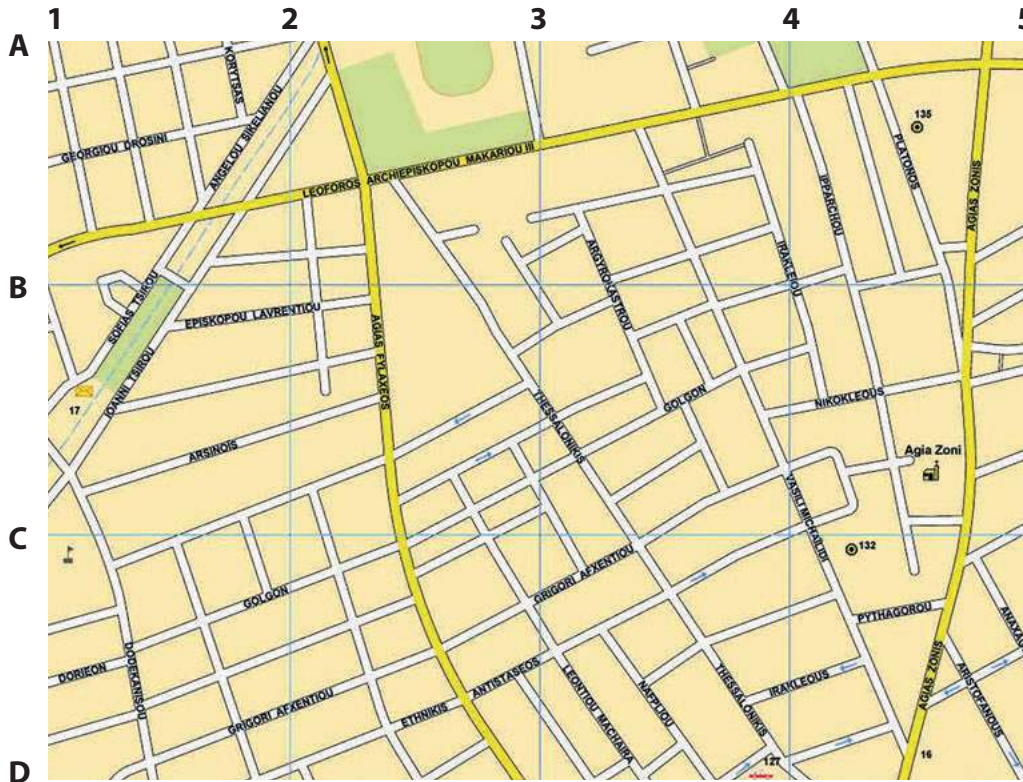 1 2 3 4 5
A
KORYTSAS
135
ANGELOU SIKELIANOU
GEORGIOU DROSINI
PLATONOS
LEOFOROS ARCHIEPISKOPOU MAKARIOU III
IPPARCHOU
AGIAS ZONIS
ARGYROKASTROU
IRAKLEIOU
B
SOFIAS TSIROU
EPISKOPOU LAVRENTIOU
AGIAS FYLAXEOS
IOANNI TSIROU
17
GOLGON
NIKOKLEOUS
THESSALONIKIS
ARSINOIS
Agia Zoni
VASILI MICHAILIDI
C
132
GRIGORI AFXENTIOU
GOLGON
PYTHAGOROU
DODEKANISOU
DORIEON
ANTISTASEOS
LEONTIOU MACHAIRA
NAFPLIOU
THESSALONIKIS
IRAKLEOUS
AGIAS ZONIS
ARISTOFANOUS
GRIGORI AFXENTIOU
ETHNIKIS
16
127
D